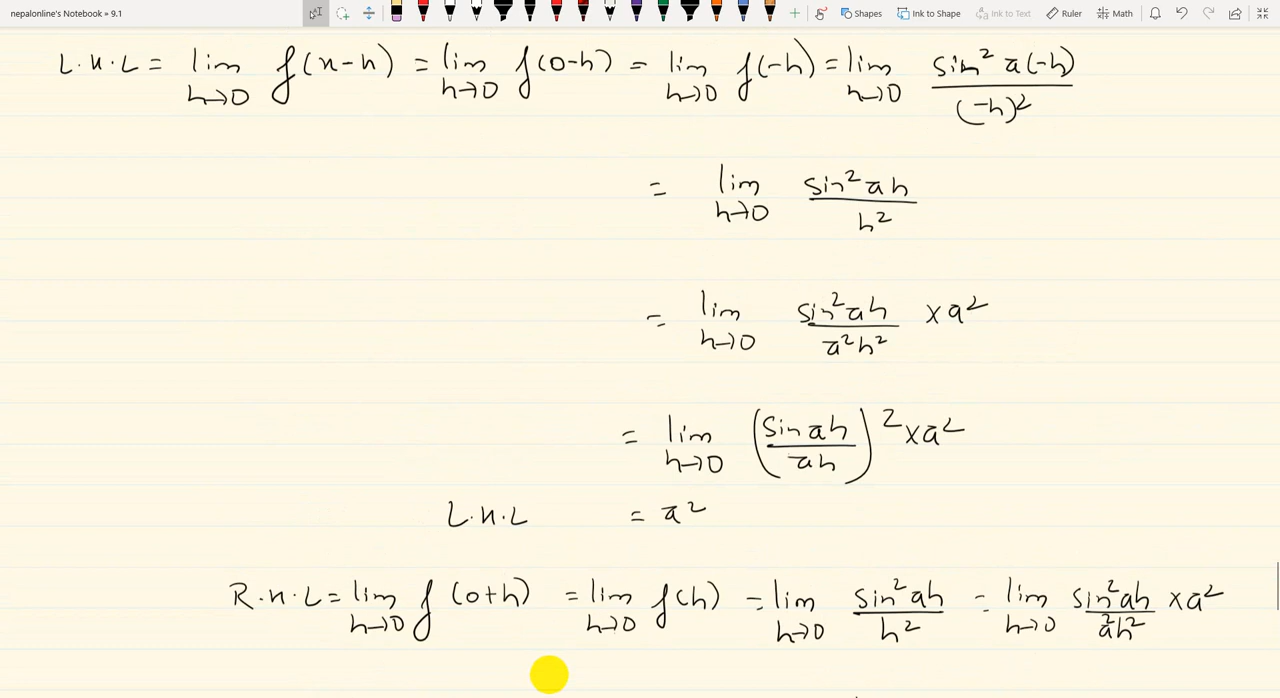 nepalonline's Notebook » 9.1 Shapes Ink to Shape Ink to Text Ruler Math
L.H.L = lim h→0 f(x-h) = lim h→0 f(0-h) = lim h→0 f(-h) = lim h→0 sin² a(-h) / (-h)²
= lim h→0 sin² ah / h²
= lim h→0 sin² ah / a²h² × a²
= lim h→0 (sin ah / ah)² × a²
L.H.L = a²
R.H.L = lim h→0 f(0+h) = lim h→0 f(h) = lim h→0 sin² ah / h² = lim h→0 sin² ah / a²h² × a²